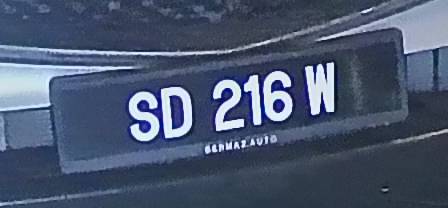 SD 216 W
BERMAZ AUTO